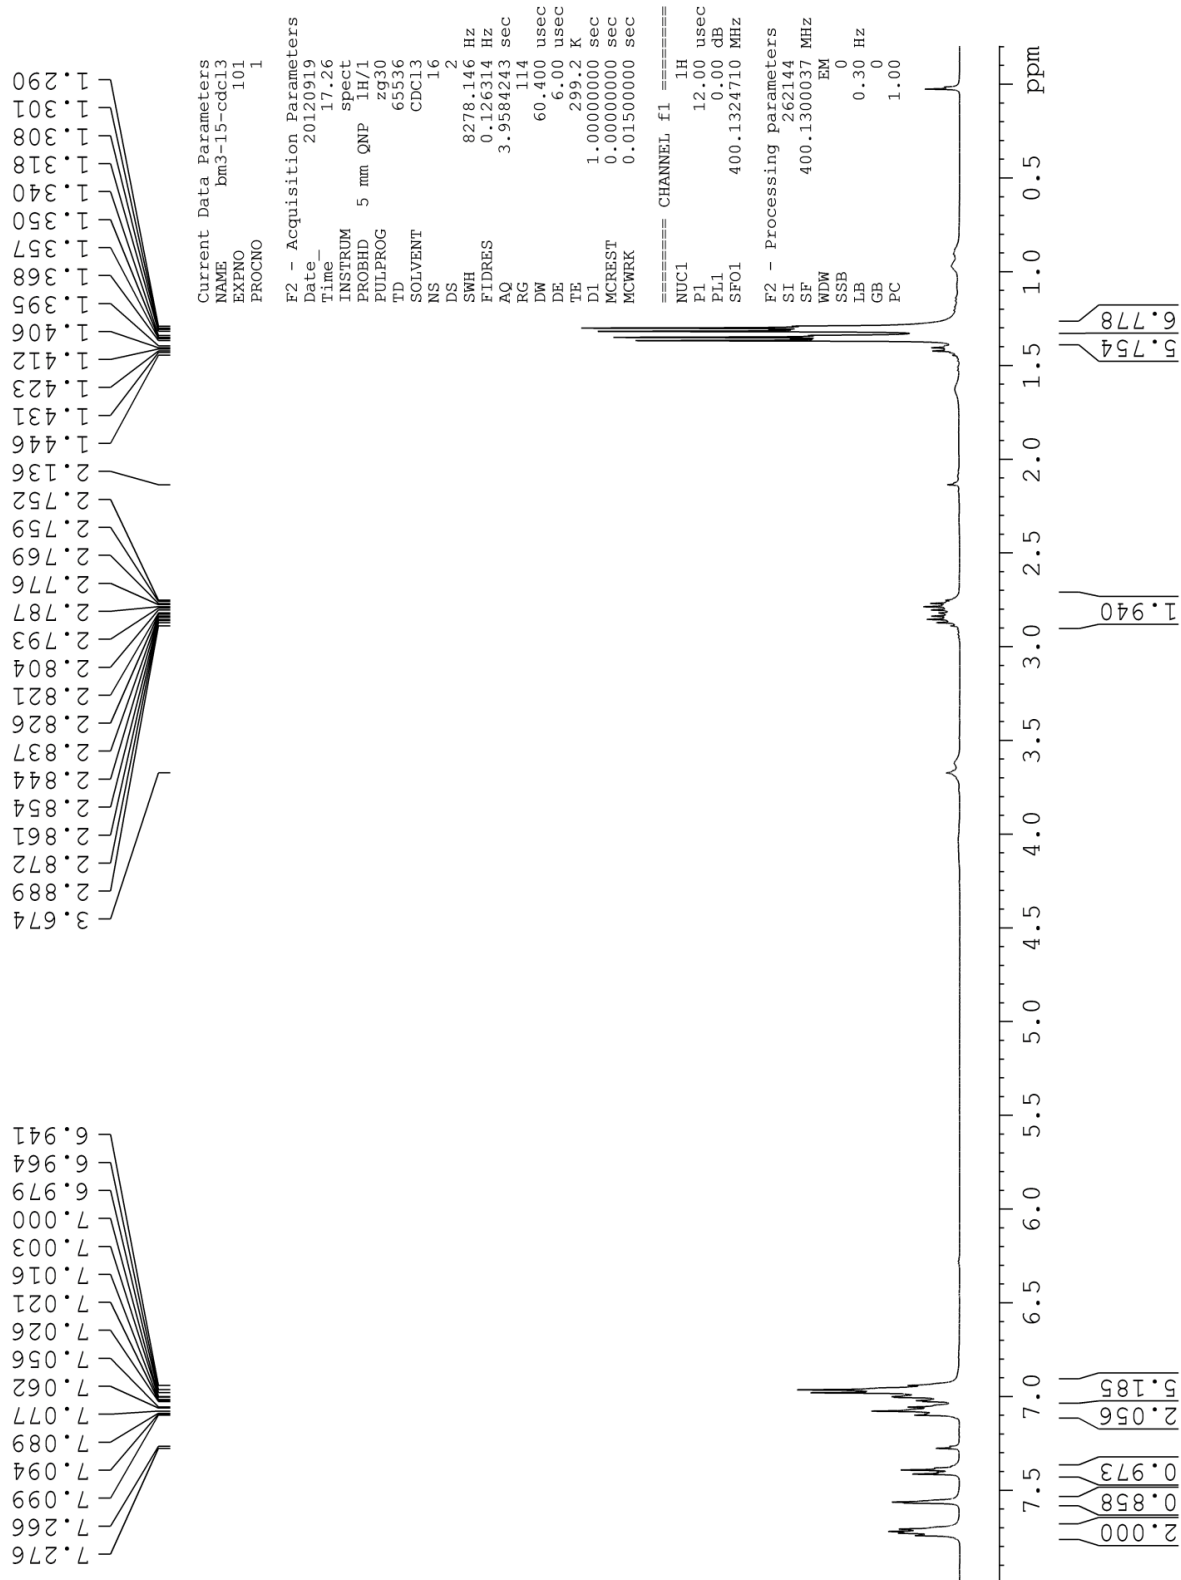 7.276
7.266
7.099
7.094
7.089
7.077
7.062
7.056
7.026
7.021
7.016
7.003
7.000
6.979
6.964
6.941
3.674
2.889
2.872
2.861
2.854
2.844
2.837
2.826
2.821
2.804
2.793
2.787
2.776
2.769
2.759
2.752
2.136
1.446
1.431
1.423
1.412
1.406
1.395
1.368
1.357
1.350
1.340
1.318
1.308
1.301
1.290
Current Data Parameters
NAME bm3-15-cdcl3
EXPNO 101
PROCNO 1
F2 - Acquisition Parameters
Date_ 20120919
Time 17.26
INSTRUM spect
PROBHD 5 mm QNP 1H/1
PULPROG zg30
TD 65536
SOLVENT CDCl3
NS 16
DS 2
SWH 8278.146 Hz
FIDRES 0.126314 Hz
AQ 3.9584243 sec
RG 114
DW 60.400 usec
DE 6.00 usec
TE 299.2 K
D1 1.00000000 sec
MCREST 0.00000000 sec
MCWRK 0.01500000 sec
======== CHANNEL f1 ========
NUC1 1H
P1 12.00 usec
PL1 0.00 dB
SFO1 400.1324710 MHz
F2 - Processing parameters
SI 262144
SF 400.1300037 MHz
WDW EM
SSB 0
LB 0.30 Hz
GB 0
PC 1.00
7.5 7.0 6.5 6.0 5.5 5.0 4.5 4.0 3.5 3.0 2.5 2.0 1.5 1.0 0.5 ppm
2.000
0.858
0.973
2.056
5.185
1.940
5.754
6.778